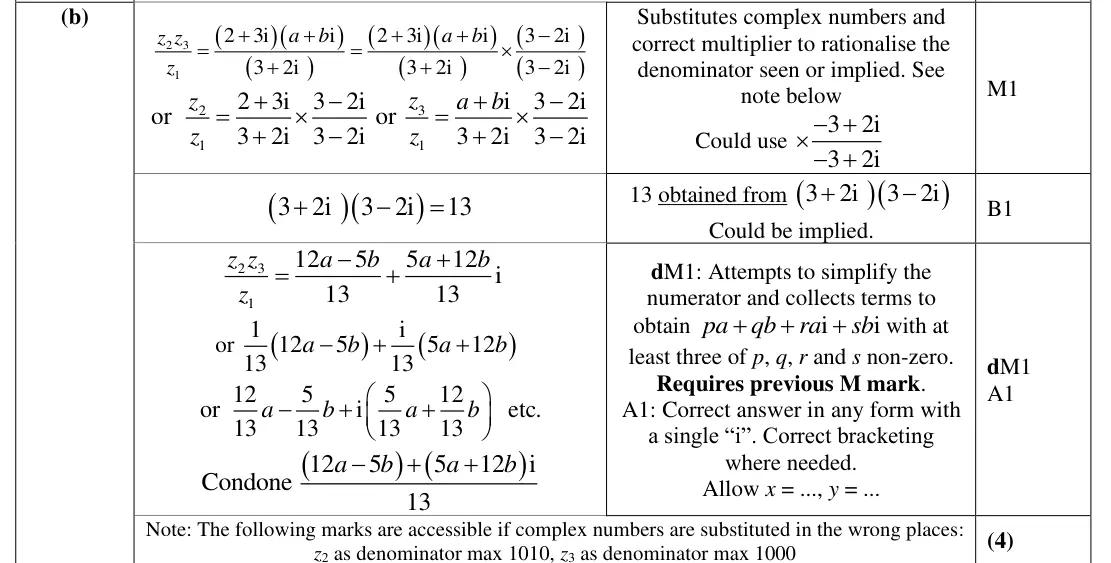 (b)
z₂z₃/z₁ = (2+3i)(a+bi)/(3+2i) = (2+3i)(a+bi)/(3+2i) × (3−2i)/(3−2i)
or z₂/z₁ = 2+3i/3+2i × 3−2i/3−2i or z₃/z₁ = a+bi/3+2i × 3−2i/3−2i
Substitutes complex numbers and
correct multiplier to rationalise the
denominator seen or implied. See
note below
Could use × −3+2i/−3+2i
M1
(3+2i)(3−2i)=13
13 obtained from (3+2i)(3−2i)
Could be implied.
B1
z₂z₃/z₁ = 12a−5b/13 + 5a+12b/13 i
or 1/13 (12a−5b) + i/13 (5a+12b)
or 12/13 a − 5/13 b + i(5/13 a + 12/13 b) etc.
Condone (12a−5b)+(5a+12b)i/13
dM1: Attempts to simplify the
numerator and collects terms to
obtain pa+qb+rai+sbi with at
least three of p, q, r and s non-zero.
Requires previous M mark.
A1: Correct answer in any form with
a single “i”. Correct bracketing
where needed.
Allow x = ..., y = ...
dM1
A1
Note: The following marks are accessible if complex numbers are substituted in the wrong places:
z₂ as denominator max 1010, z₃ as denominator max 1000
(4)